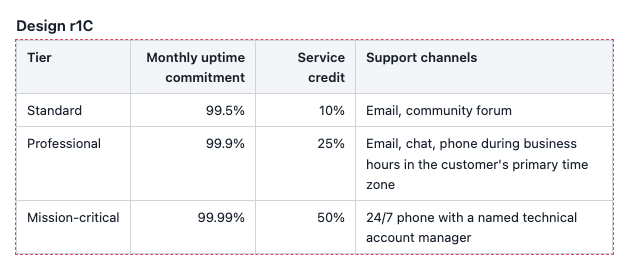 Design r1C
Tier
Monthly uptime
commitment
Service
credit
Support channels
Standard
99.5%
10%
Email, community forum
Professional
99.9%
25%
Email, chat, phone during business
hours in the customer's primary time
zone
Mission-critical
99.99%
50%
24/7 phone with a named technical
account manager